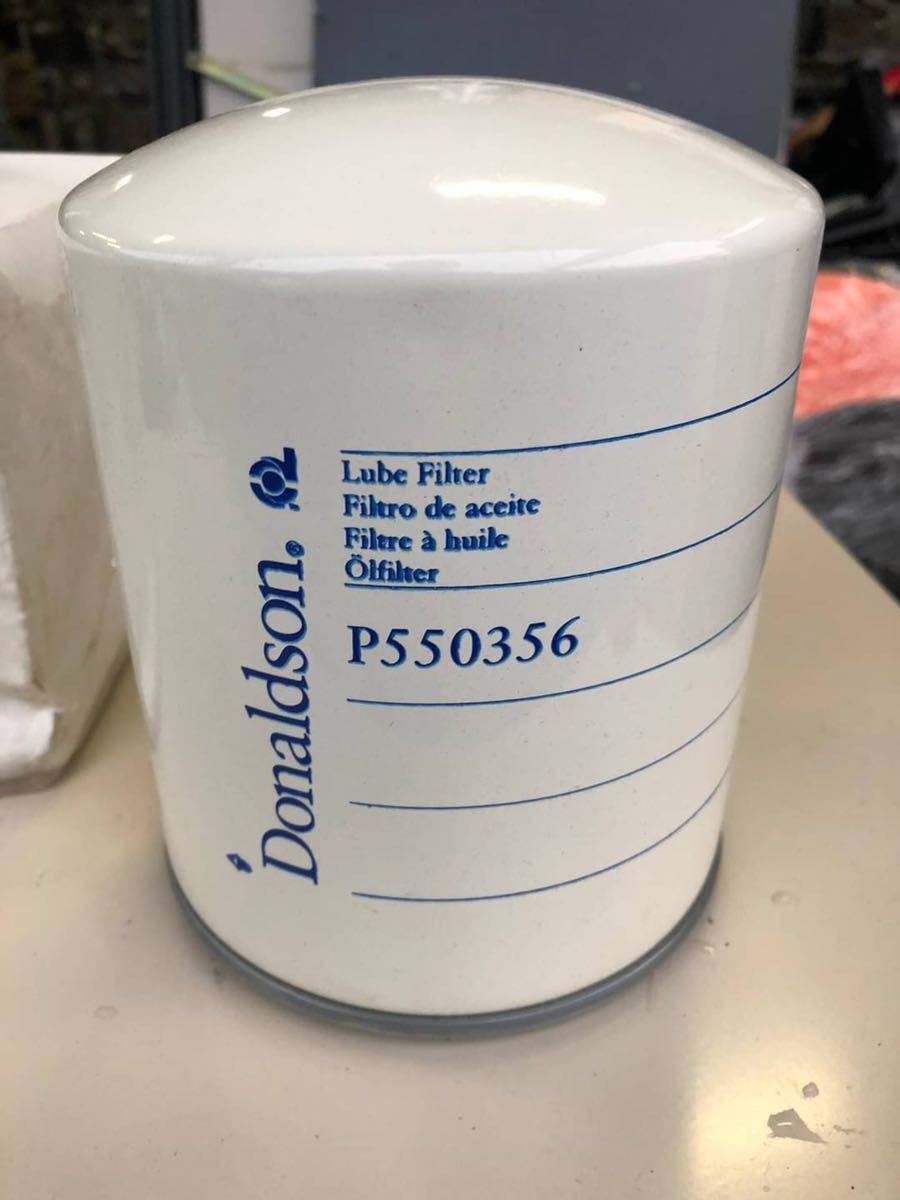 Donaldson®
Lube Filter
Filtro de aceite
Filtre à huile
Ölfilter
P550356